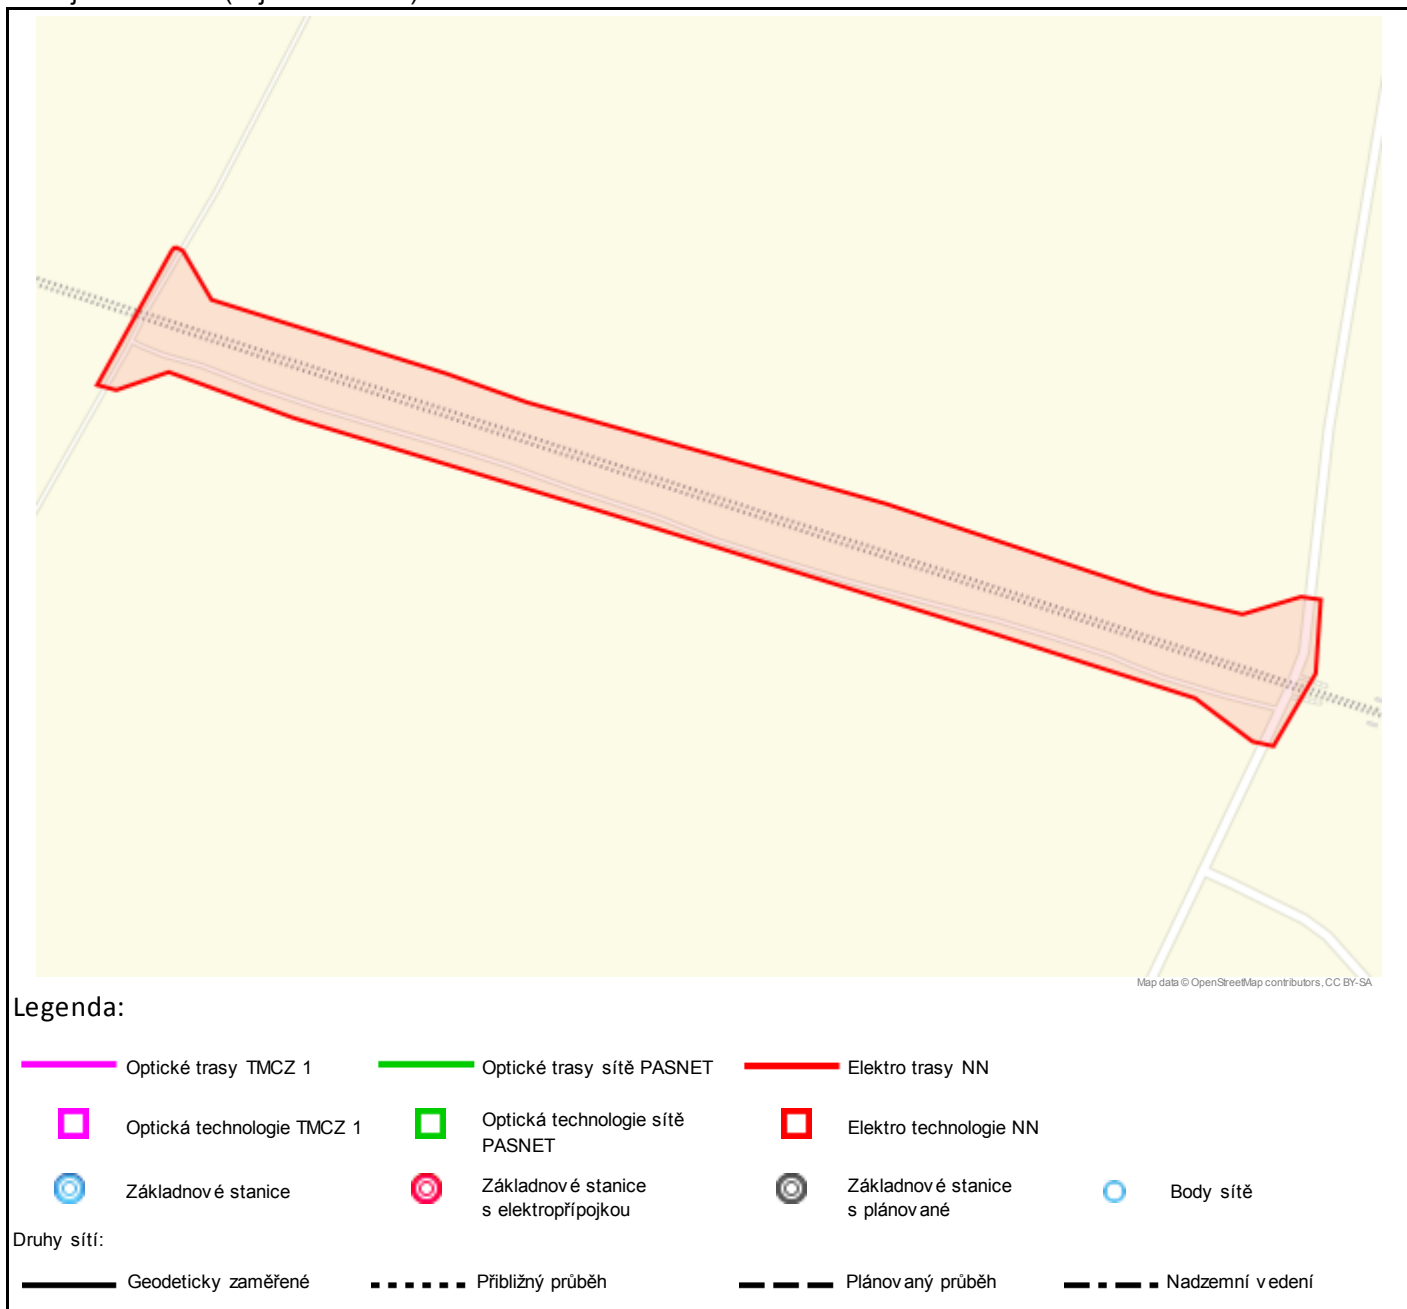 Map data © OpenStreetMap contributors, CC BY-SA
Legenda:
Optické trasy TMCZ 1
Optické trasy sítě PASNET
Elektro trasy NN
Optická technologie TMCZ 1
Optická technologie sítě
PASNET
Elektro technologie NN
Základnové stanice
Základnové stanice
s elektropřípojkou
Základnové stanice
s plánované
Body sítě
Druhy sítí:
Geodeticky zaměřené
Přibližný průběh
Plánovaný průběh
Nadzemní vedení